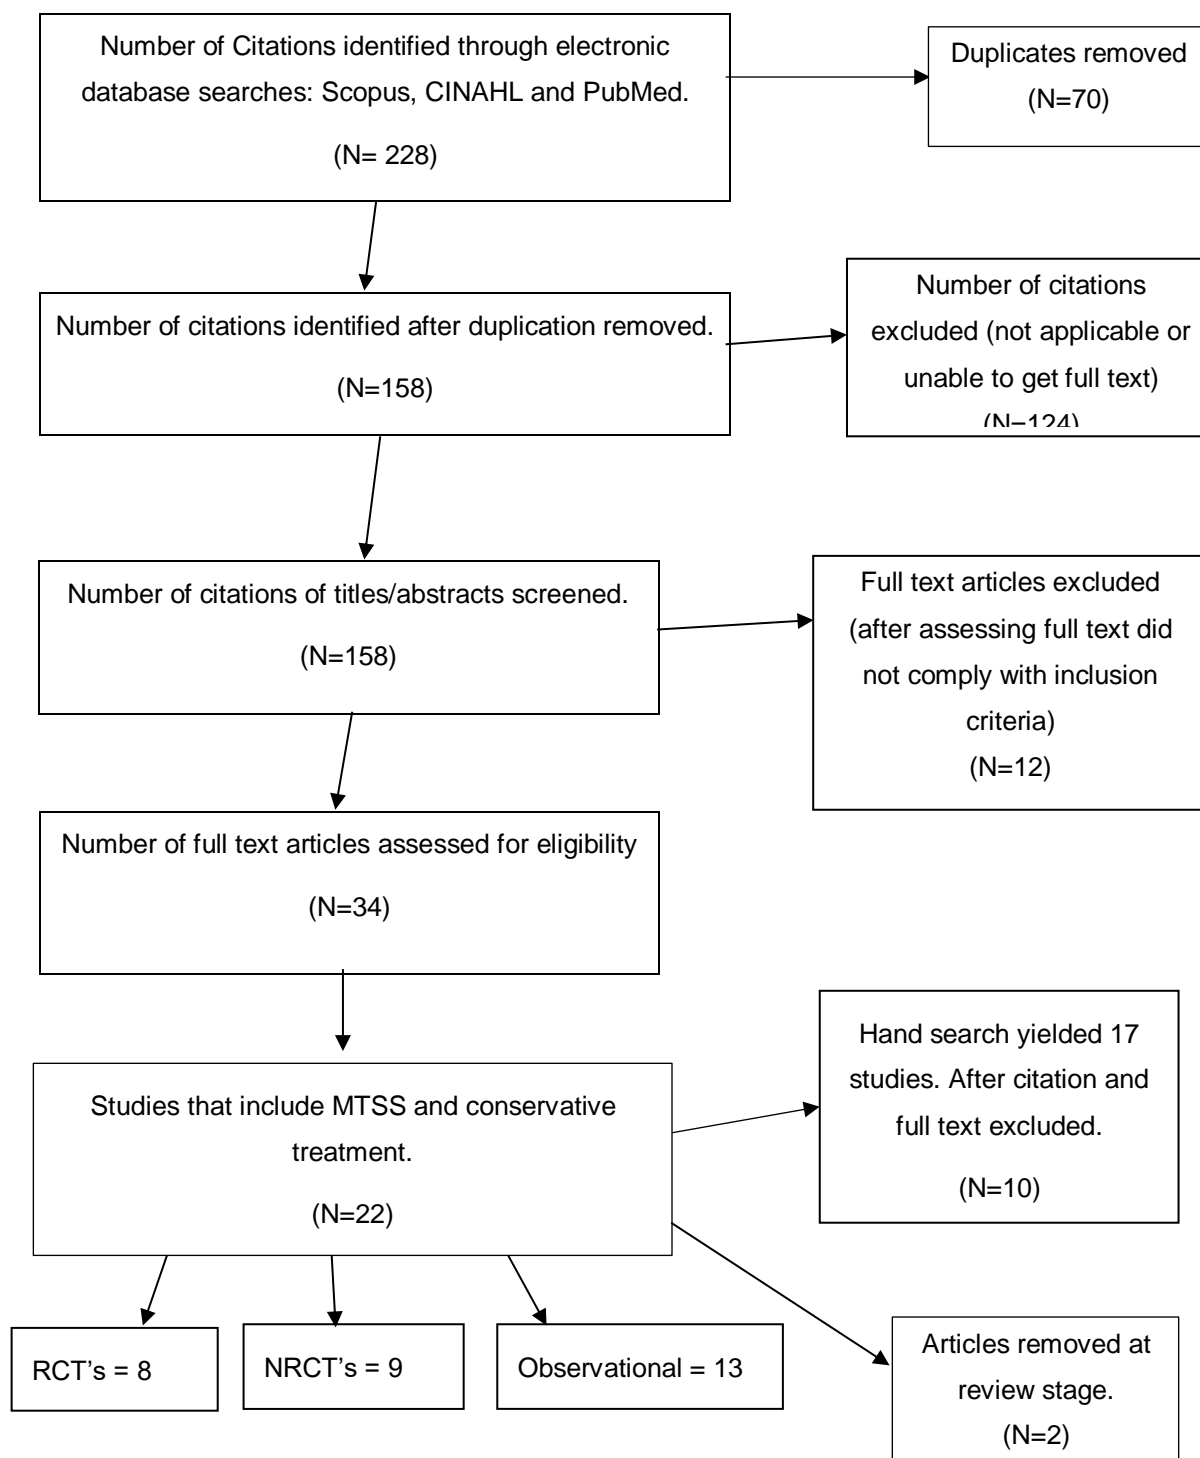 Number of Citations identified through electronic
database searches: Scopus, CINAHL and PubMed.
(N= 228)
Duplicates removed
(N=70)
Number of citations identified after duplication removed.
(N=158)
Number of citations
excluded (not applicable or
unable to get full text)
(N=124)
Number of citations of titles/abstracts screened.
(N=158)
Full text articles excluded
(after assessing full text did
not comply with inclusion
criteria)
(N=12)
Number of full text articles assessed for eligibility
(N=34)
Hand search yielded 17
studies. After citation and
full text excluded.
(N=10)
Studies that include MTSS and conservative
treatment.
(N=22)
RCT's = 8
NRCT's = 9
Observational = 13
Articles removed at
review stage.
(N=2)